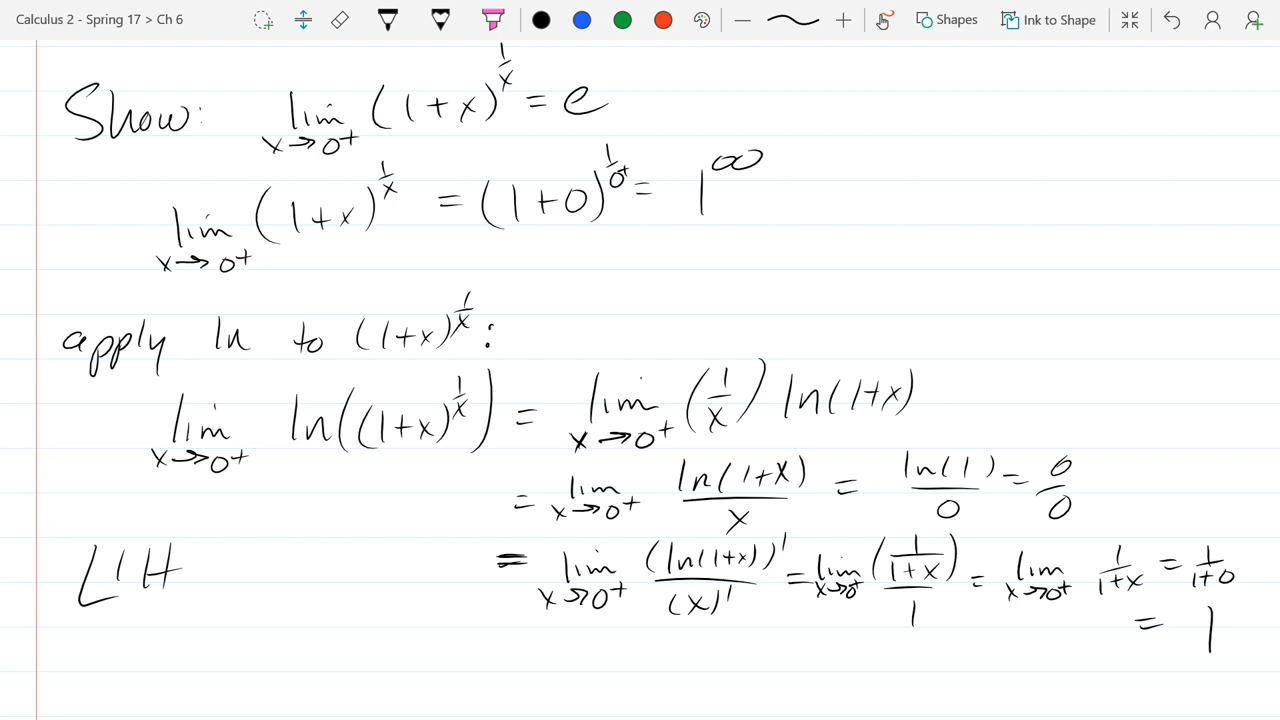 Calculus 2 - Spring 17 > Ch 6 Shapes Ink to Shape
Show: lim x→0⁺ (1+x)^(1/x) = e
lim x→0⁺ (1+x)^(1/x) = (1+0)^(1/0⁺) = 1^∞
apply ln to (1+x)^(1/x):
lim x→0⁺ ln((1+x)^(1/x)) = lim x→0⁺ (1/x) ln(1+x)
= lim x→0⁺ ln(1+x)/x = ln(1)/0 = 0/0
L'H = lim x→0⁺ (ln(1+x))'/(x)' = lim x→0⁺ (1/(1+x))/1 = lim x→0⁺ 1/(1+x) = 1/(1+0)
= 1